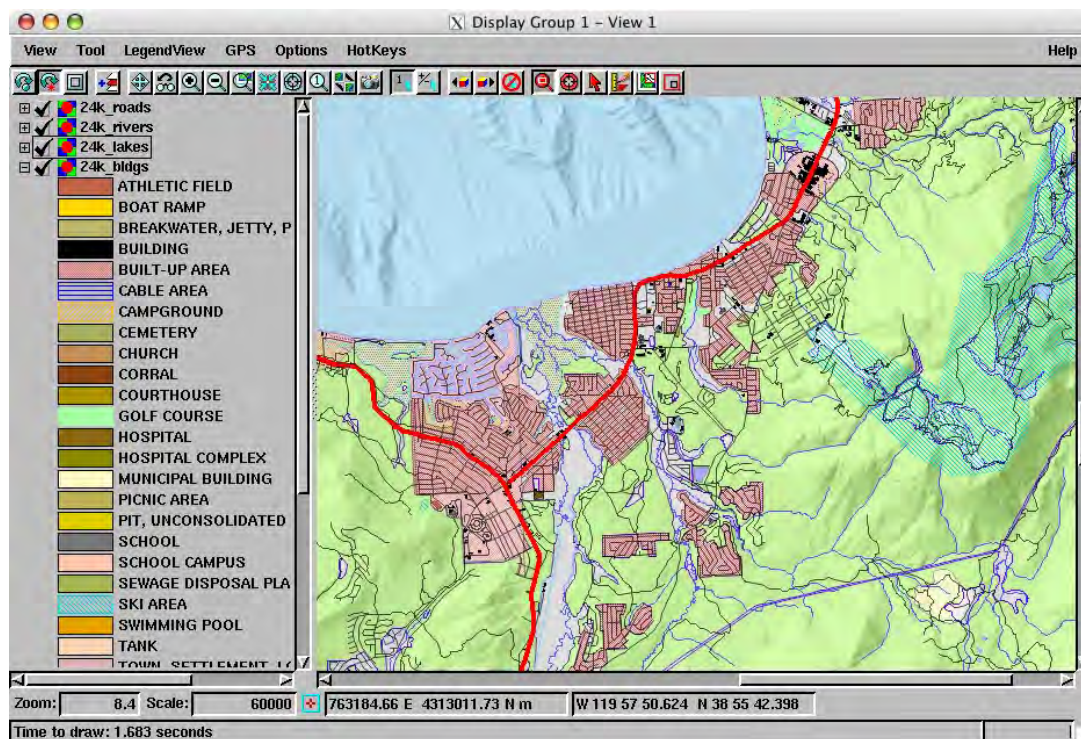 Display Group 1 - View 1
View Tool LegendView GPS Options HotKeys Help
24k_roads
24k_rivers
24k_lakes
24k_bldgs
ATHLETIC FIELD
BOAT RAMP
BREAKWATER, JETTY, P
BUILDING
BUILT-UP AREA
CABLE AREA
CAMPGROUND
CEMETERY
CHURCH
CORRAL
COURTHOUSE
GOLF COURSE
HOSPITAL
HOSPITAL COMPLEX
MUNICIPAL BUILDING
PICNIC AREA
PIT, UNCONSOLIDATED
SCHOOL
SCHOOL CAMPUS
SEWAGE DISPOSAL PLA
SKI AREA
SWIMMING POOL
TANK
TOWN, SETTLEMENT,
Zoom: 8.4 Scale: 60000 763184.66 E 4313011.73 N m W 119 57 50.624 N 38 55 42.398
Time to draw: 1.683 seconds